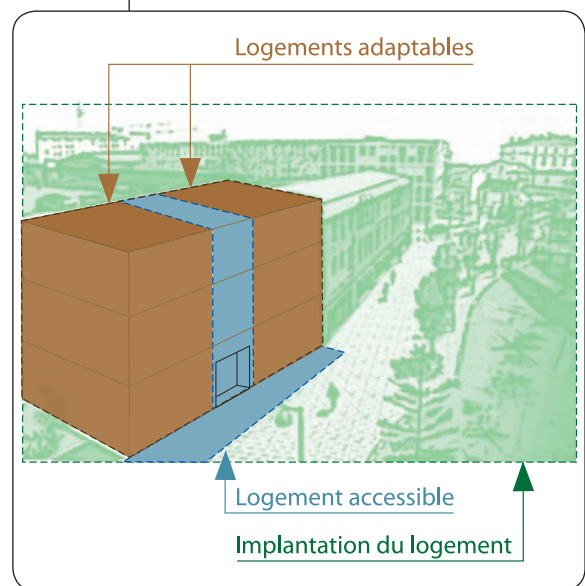 Logements adaptables
Logement accessible
Implantation du logement